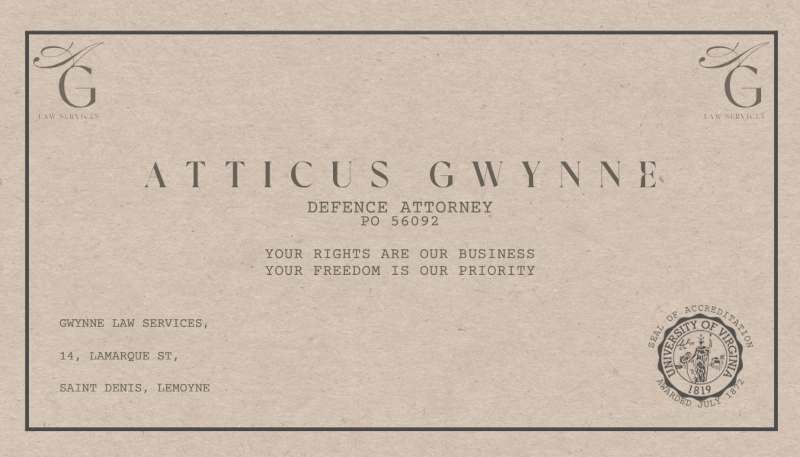 AG
LAW SERVICES
AG
LAW SERVICES
ATTICUS GWYNNE
DEFENCE ATTORNEY
PO 56092
YOUR RIGHTS ARE OUR BUSINESS
YOUR FREEDOM IS OUR PRIORITY
GWYNNE LAW SERVICES,
14, LAMARQUE ST,
SAINT DENIS, LEMOYNE
SEAL OF ACCREDITATION
UNIVERSITY OF VIRGINIA
1819
AWARDED JULY 1872